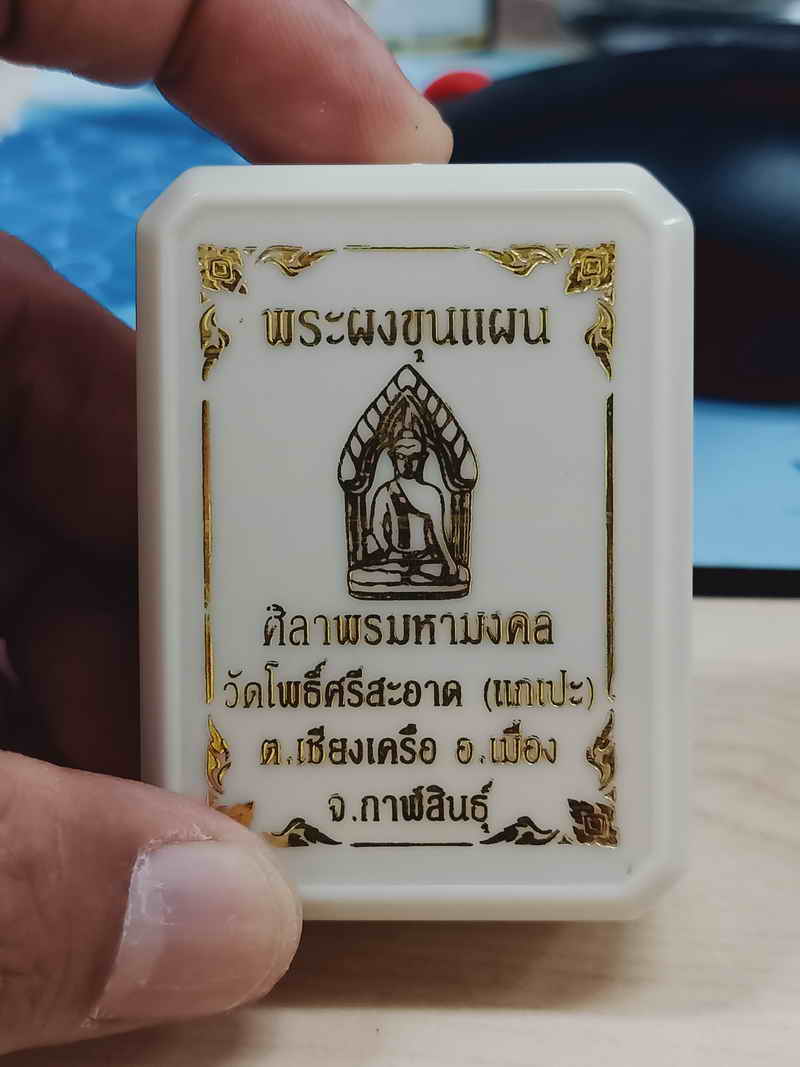 พระผงขุนแผน
ศิลาพรมหามงคล
วัดโพธิ์ศรีสะอาด (แกเปะ)
ต.เชียงเครือ อ.เมือง
จ.กาฬสินธุ์